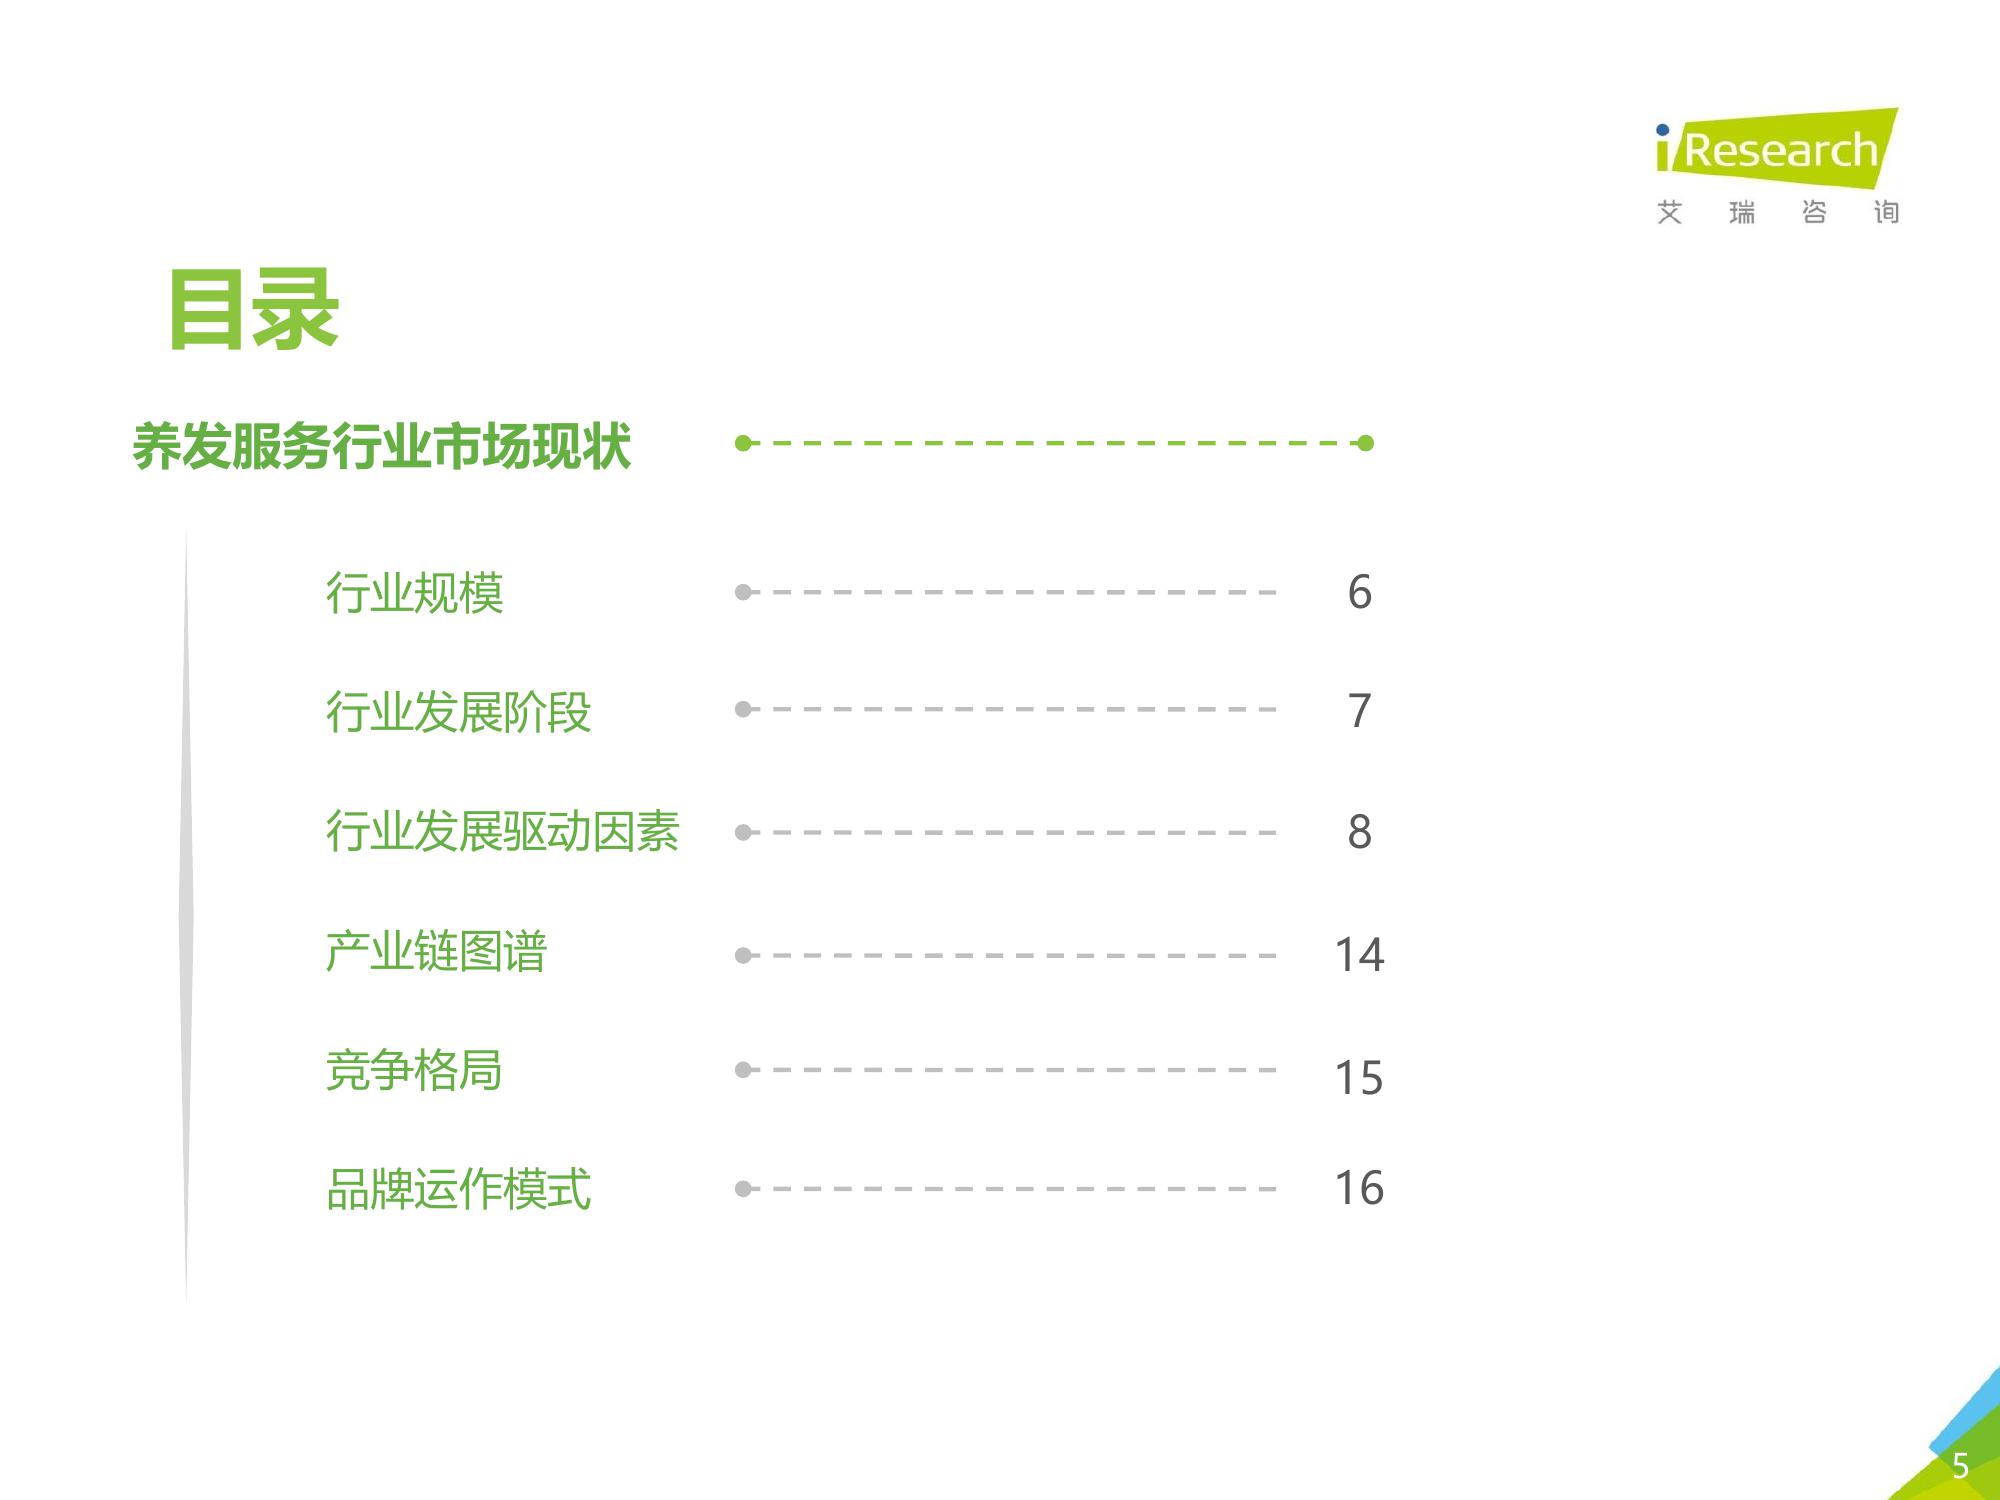 iResearch
艾瑞咨询
目录
养发服务行业市场现状
行业规模 6
行业发展阶段 7
行业发展驱动因素 8
产业链图谱 14
竞争格局 15
品牌运作模式 16
5